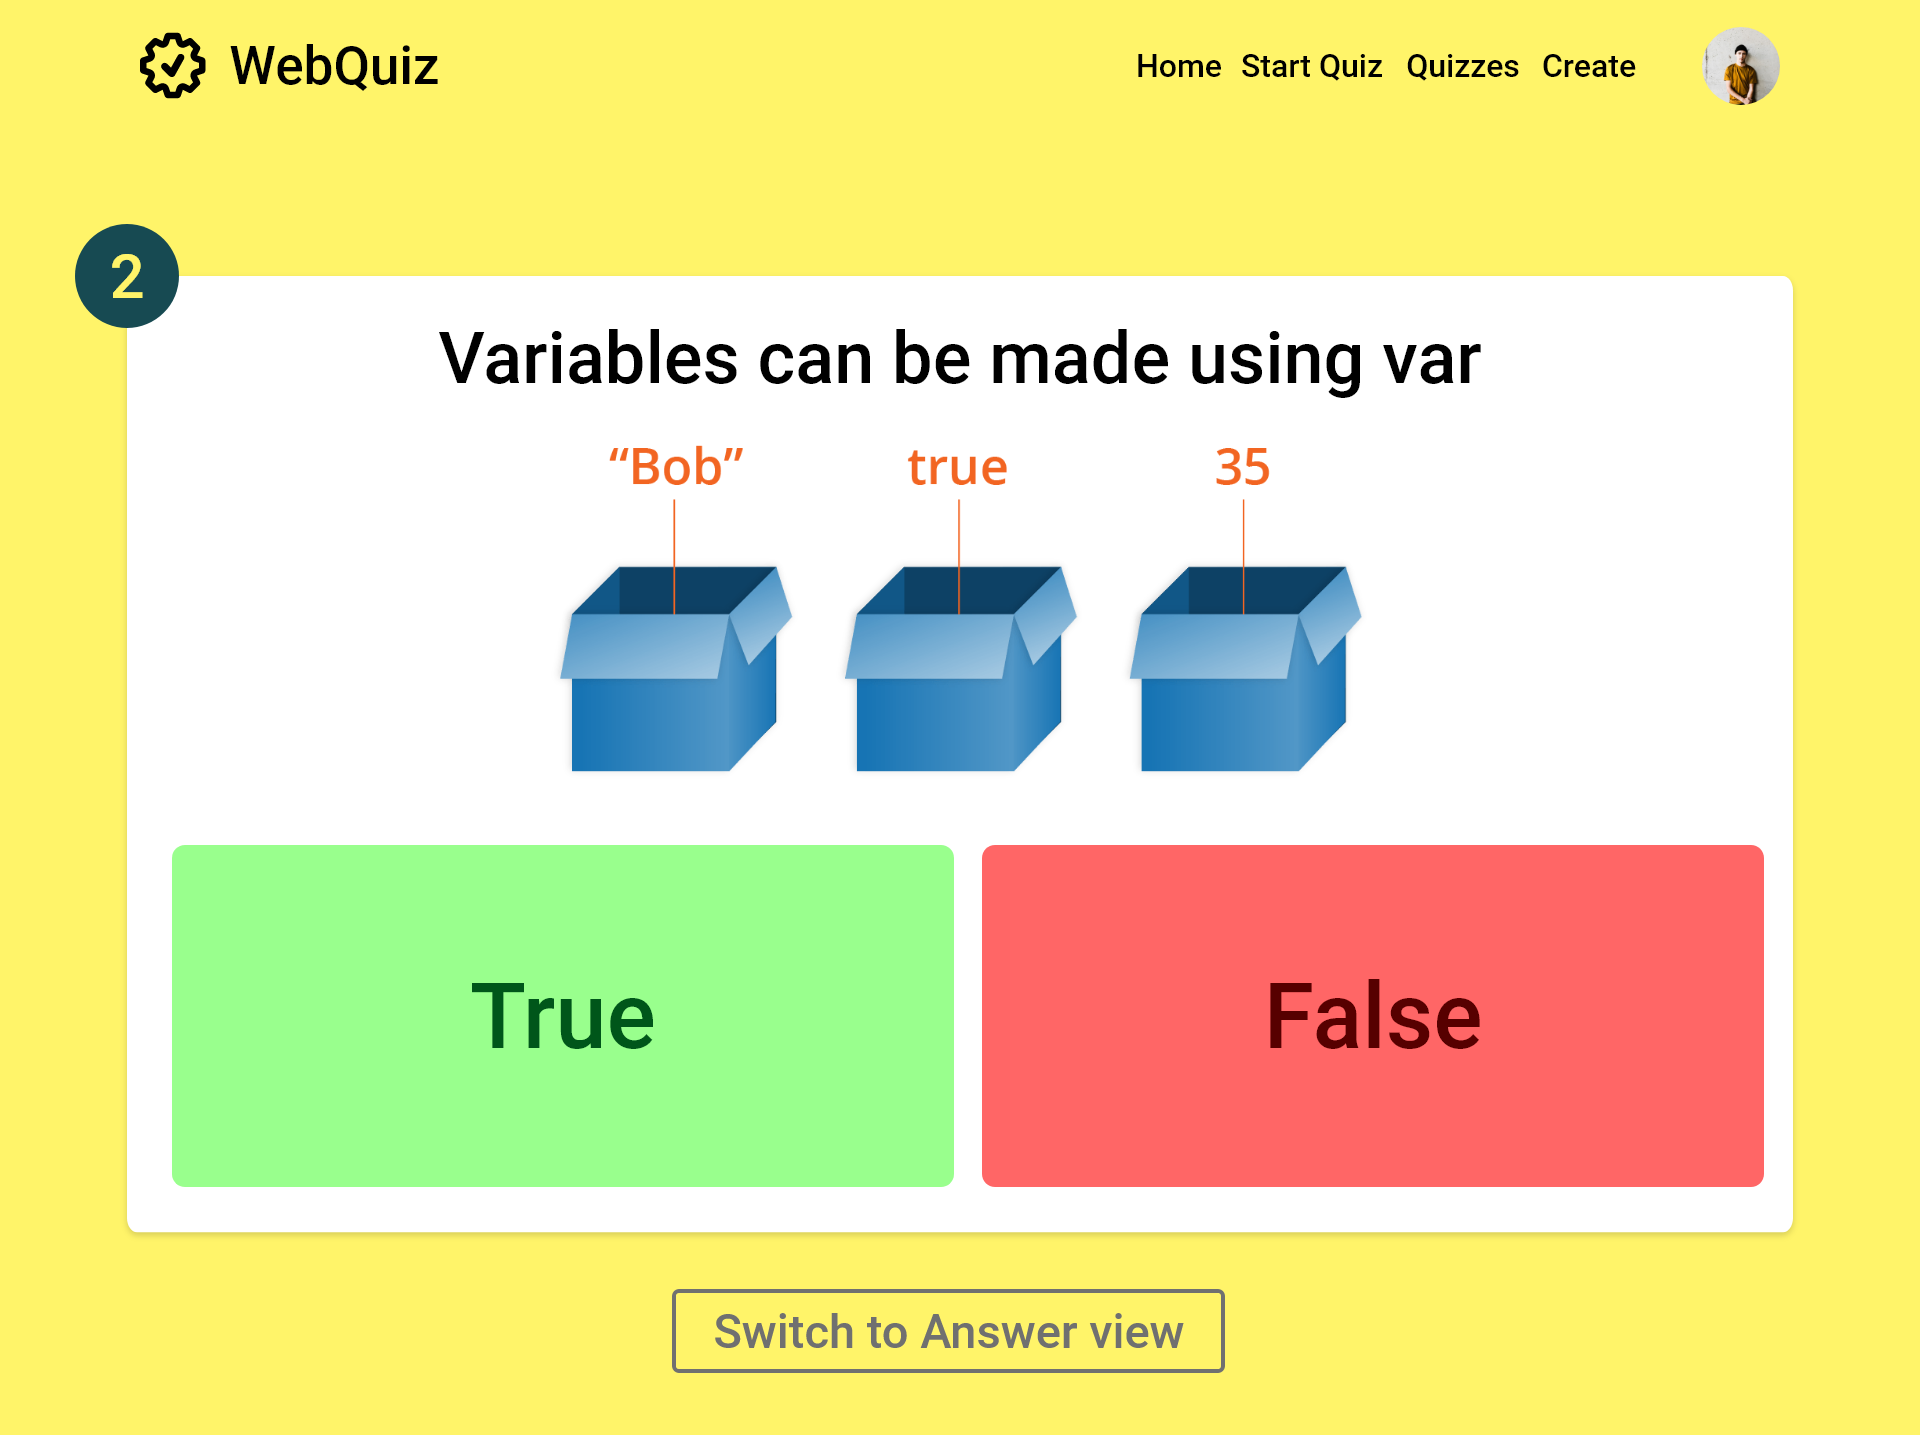 WebQuiz
Home Start Quiz Quizzes Create
2
Variables can be made using var
“Bob” true 35
True False
Switch to Answer view